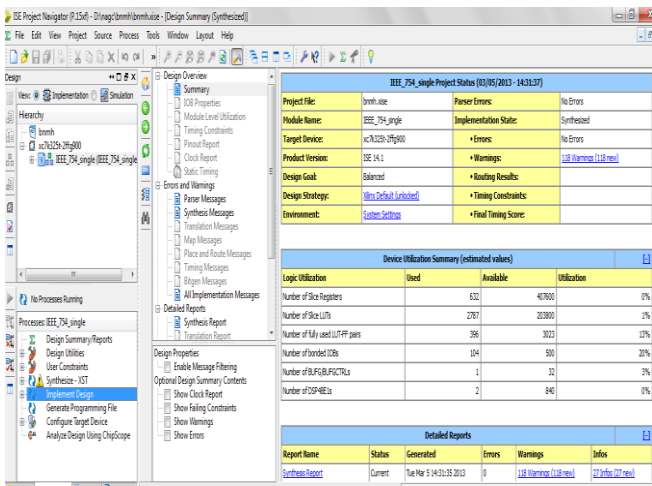 ISE Project Navigator (P.15xf) - D:\nagc\bnmh\bnmh.xise - [Design Summary (Synthesized)]
File Edit View Project Source Process Tools Window Layout Help
Design
View: Implementation Simulation
Hierarchy
bnmh
xc7k325t-2ffg900
IEEE_754_single (IEEE_754_single
No Processes Running
Processes: IEEE_754_single
Design Summary/Reports
Design Utilities
User Constraints
Synthesize - XST
Implement Design
Generate Programming File
Configure Target Device
Analyze Design Using ChipScope
Design Overview
Summary
IOB Properties
Module Level Utilization
Timing Constraints
Pinout Report
Clock Report
Static Timing
Errors and Warnings
Parser Messages
Synthesis Messages
Translation Messages
Map Messages
Place and Route Messages
Timing Messages
Bitgen Messages
All Implementation Messages
Detailed Reports
Synthesis Report
Translation Report
Design Properties
Enable Message Filtering
Optional Design Summary Contents
Show Clock Report
Show Failing Constraints
Show Warnings
Show Errors
IEEE_754_single Project Status (03/05/2013 - 14:31:37)
Project File: bnmh.xise Parser Errors: No Errors
Module Name: IEEE_754_single Implementation State: Synthesized
Target Device: xc7k325t-2ffg900 •Errors: No Errors
Product Version: ISE 14.1 •Warnings: 118 Warnings (118 new)
Design Goal: Balanced •Routing Results:
Design Strategy: Xilinx Default (unlocked) •Timing Constraints:
Environment: System Settings •Final Timing Score:
Device Utilization Summary (estimated values) [-]
Logic Utilization Used Available Utilization
Number of Slice Registers 632 407600 0%
Number of Slice LUTs 2787 203800 1%
Number of fully used LUT-FF pairs 396 3023 13%
Number of bonded IOBs 104 500 20%
Number of BUFG/BUFGCTRLs 1 32 3%
Number of DSP48E1s 2 840 0%
Detailed Reports [-]
Report Name Status Generated Errors Warnings Infos
Synthesis Report Current Tue Mar 5 14:31:35 2013 0 118 Warnings (118 new) 27 Infos (27 new)